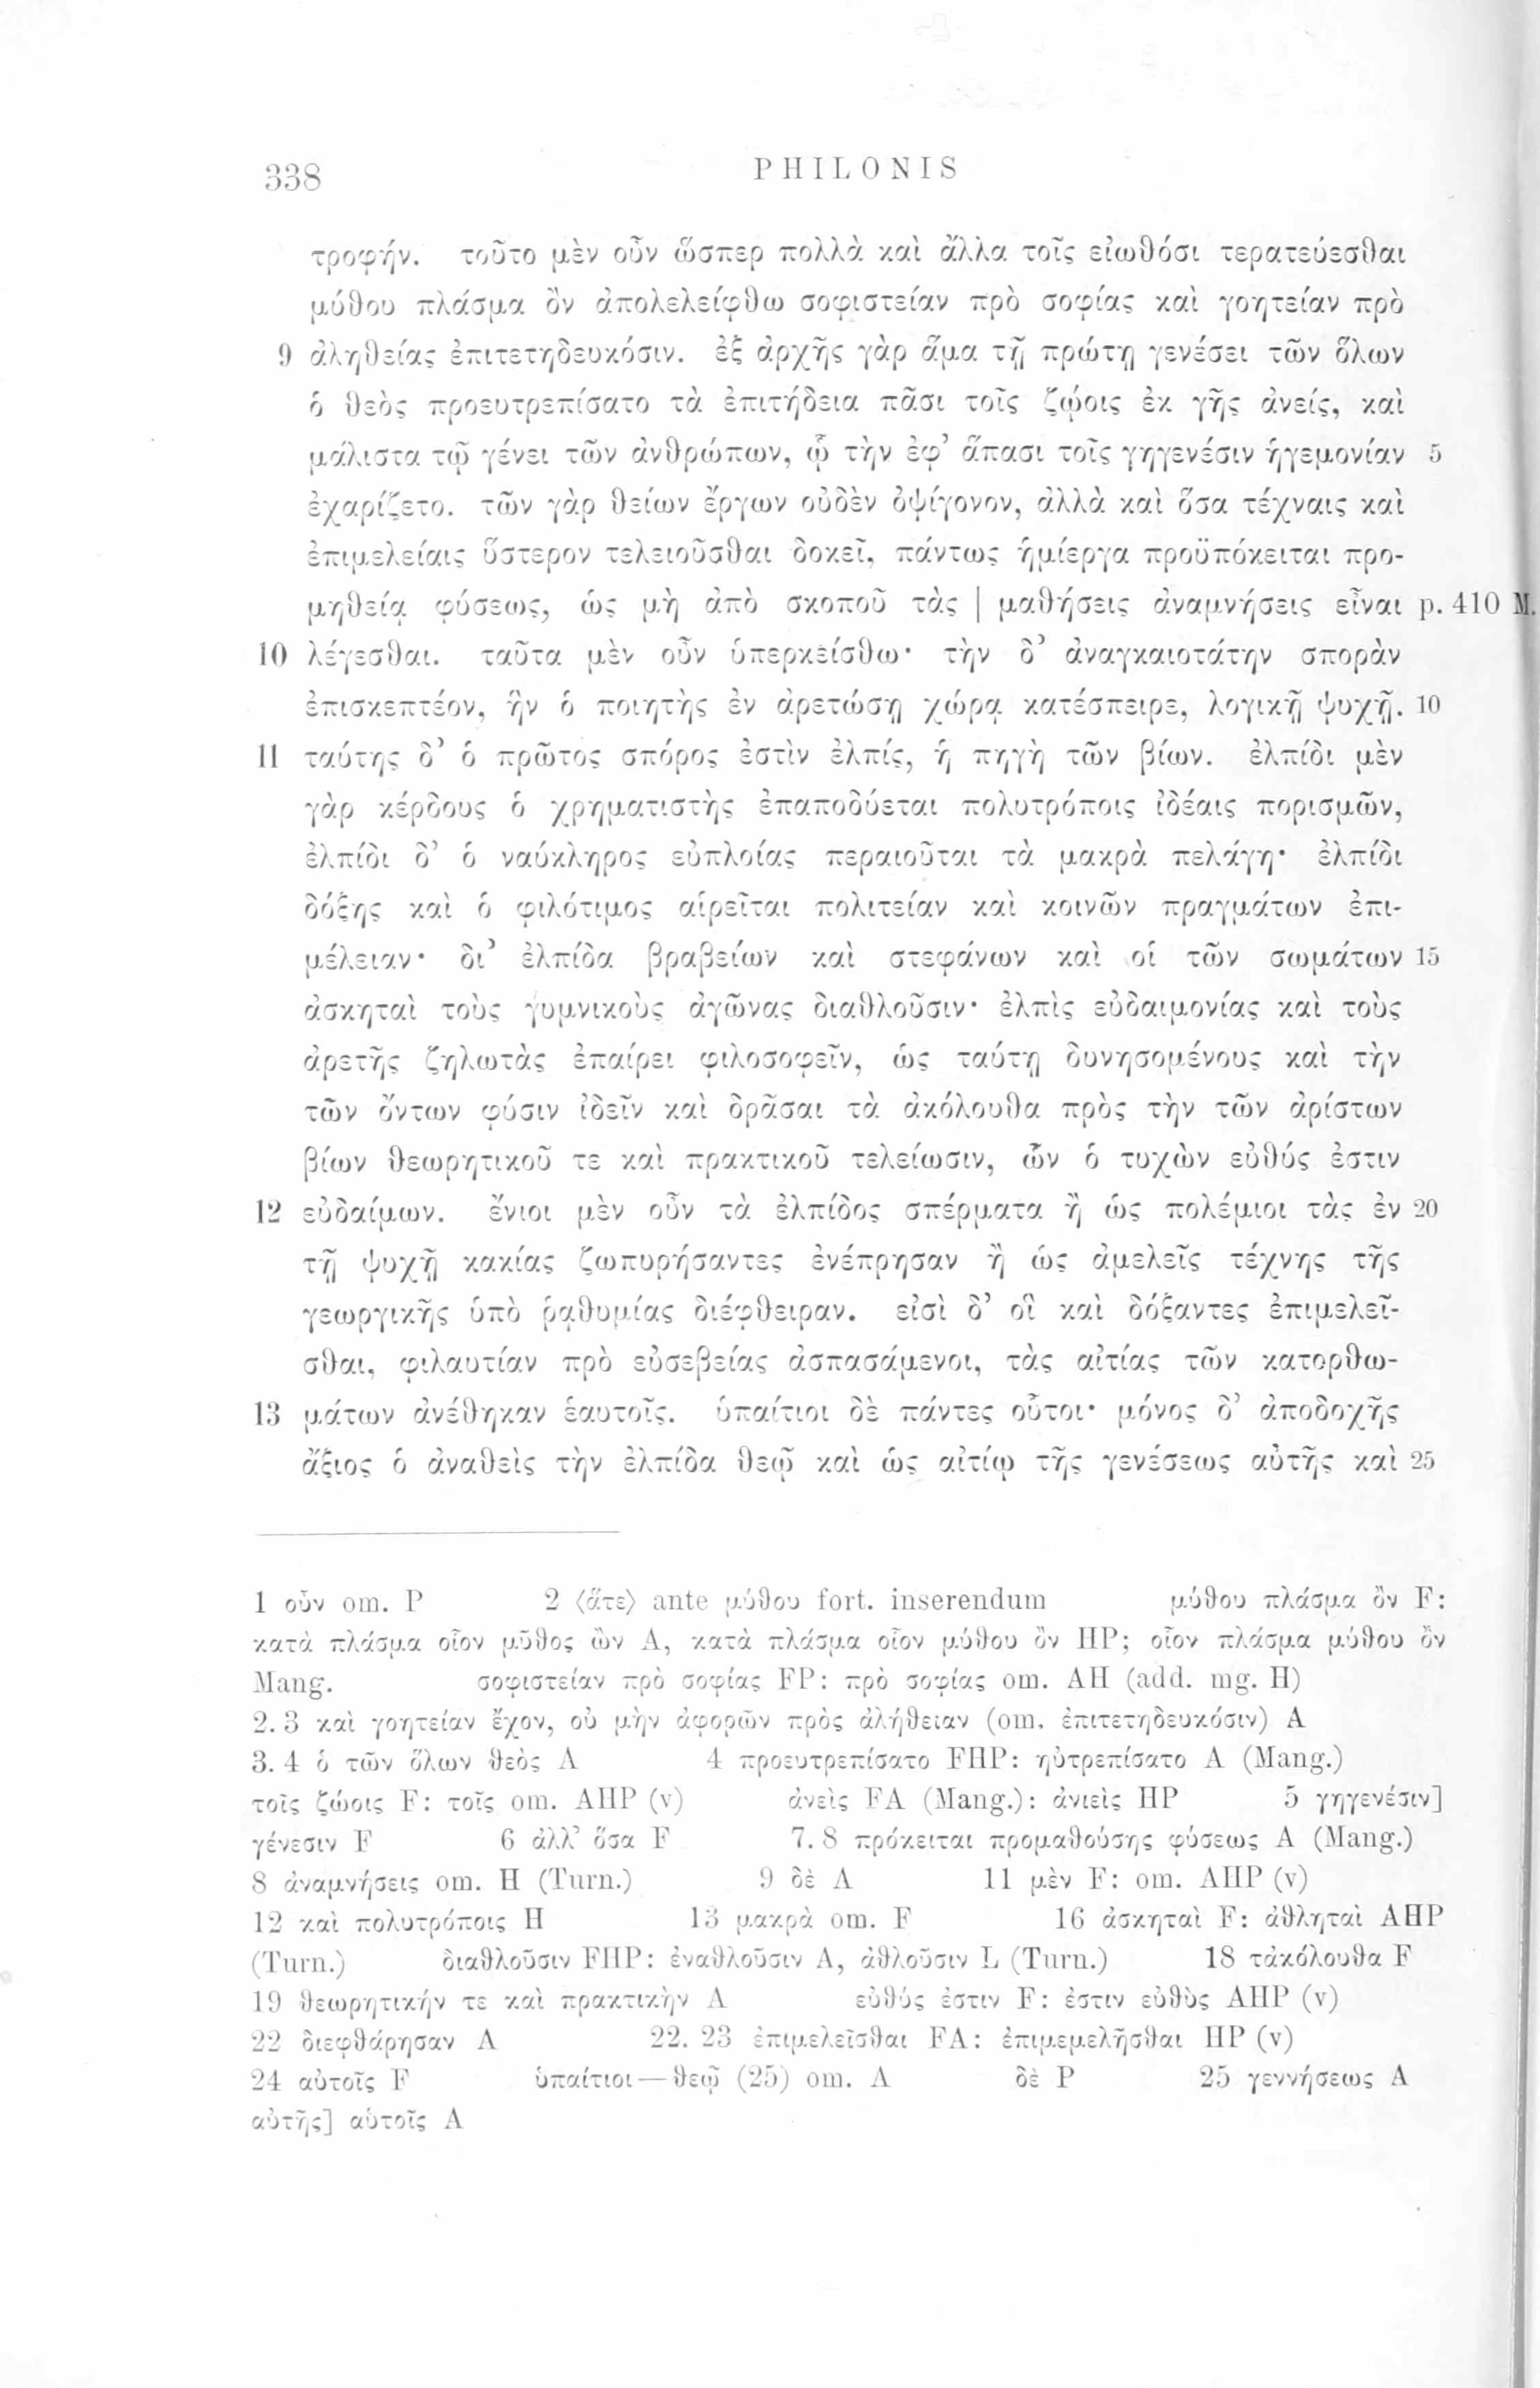 338 PHILONIS
τροφήν. τοῦτο μὲν οὖν ὥσπερ πολλὰ καὶ ἄλλα τοῖς εἰωθόσι τερατεύεσθαι
μύθου πλάσμα ὂν ἀπολελείφθω σοφιστείαν πρὸ σοφίας καὶ γοητείαν πρὸ
9 ἀληθείας ἐπιτετηδευκόσιν. ἐξ ἀρχῆς γὰρ ἅμα τῇ πρώτῃ γενέσει τῶν ὅλων
ὁ θεὸς προευτρεπίσατο τὰ ἐπιτήδεια πᾶσι τοῖς ζῴοις ἐκ γῆς ἀνείς, καὶ
μάλιστα τῷ γένει τῶν ἀνθρώπων, ᾧ τὴν ἐφ’ ἅπασι τοῖς γηγενέσιν ἡγεμονίαν 5
ἐχαρίζετο. τῶν γὰρ θείων ἔργων οὐδὲν ὀψίγονον, ἀλλὰ καὶ ὅσα τέχναις καὶ
ἐπιμελείαις ὕστερον τελειοῦσθαι δοκεῖ, πάντως ἡμίεργα προϋπόκειται προ-
μηθείᾳ φύσεως, ὡς μὴ ἀπὸ σκοποῦ τὰς | μαθήσεις ἀναμνήσεις εἶναι p. 410 M.
10 λέγεσθαι. ταῦτα μὲν οὖν ὑπερκείσθω· τὴν δ’ ἀναγκαιοτάτην σπορὰν
ἐπισκεπτέον, ἣν ὁ ποιητὴς ἐν ἀρετώσῃ χώρᾳ κατέσπειρε, λογικῇ ψυχῇ. 10
11 ταύτης δ’ ὁ πρῶτος σπόρος ἐστὶν ἐλπίς, ἡ πηγὴ τῶν βίων. ἐλπίδι μὲν
γὰρ κέρδους ὁ χρηματιστὴς ἐπαποδύεται πολυτρόποις ἰδέαις πορισμῶν,
ἐλπίδι δ’ ὁ ναύκληρος εὐπλοίας περαιοῦται τὰ μακρὰ πελάγη· ἐλπίδι
δόξης καὶ ὁ φιλότιμος αἱρεῖται πολιτείαν καὶ κοινῶν πραγμάτων ἐπι-
μέλειαν· δι’ ἐλπίδα βραβείων καὶ στεφάνων καὶ οἱ τῶν σωμάτων 15
ἀσκηταὶ τοὺς γυμνικοὺς ἀγῶνας διαθλοῦσιν· ἐλπὶς εὐδαιμονίας καὶ τοὺς
ἀρετῆς ζηλωτὰς ἐπαίρει φιλοσοφεῖν, ὡς ταύτῃ δυνησομένους καὶ τὴν
τῶν ὄντων φύσιν ἰδεῖν καὶ δρᾶσαι τὰ ἀκόλουθα πρὸς τὴν τῶν ἀρίστων
βίων θεωρητικοῦ τε καὶ πρακτικοῦ τελείωσιν, ὧν ὁ τυχὼν εὐθύς ἐστιν
12 εὐδαίμων. ἔνιοι μὲν οὖν τὰ ἐλπίδος σπέρματα ἢ ὡς πολέμιοι τὰς ἐν 20
τῇ ψυχῇ κακίας ζωπυρήσαντες ἐνέπρησαν ἢ ὡς ἀμελεῖς τέχνης τῆς
γεωργικῆς ὑπὸ ῥᾳθυμίας διέφθειραν. εἰσὶ δ’ οἳ καὶ δόξαντες ἐπιμελεῖ-
σθαι, φιλαυτίαν πρὸ εὐσεβείας ἀσπασάμενοι, τὰς αἰτίας τῶν κατορθω-
13 μάτων ἀνέθηκαν ἑαυτοῖς. ὑπαίτιοι δὲ πάντες οὗτοι· μόνος δ’ ἀποδοχῆς
ἄξιος ὁ ἀναθεὶς τὴν ἐλπίδα θεῷ καὶ ὡς αἰτίῳ τῆς γενέσεως αὐτῆς καὶ 25
1 οὖν om. P 2 ⟨ἅτε⟩ ante μύθου fort. inserendum μύθου πλάσμα ὂν F:
κατὰ πλάσμα οἷον μῦθος ὢν A, κατὰ πλάσμα οἷον μύθου ὂν HP; οἷον πλάσμα μύθου ὂν
Mang. σοφιστείαν πρὸ σοφίας FP: πρὸ σοφίας om. AH (add. mg. H)
2. 3 καὶ γοητείαν ἔχον, οὐ μὴν ἀφορῶν πρὸς ἀλήθειαν (om. ἐπιτετηδευκόσιν) A
3. 4 ὁ τῶν ὅλων θεὸς A 4 προευτρεπίσατο FHP: ηὐτρεπίσατο A (Mang.)
τοῖς ζῴοις F: τοῖς om. AHP (v) ἀνεὶς FA (Mang.): ἀνιεὶς HP 5 γηγενέσιν]
γένεσιν F 6 ἀλλ’ ὅσα F 7. 8 πρόκειται προμαθούσης φύσεως A (Mang.)
8 ἀναμνήσεις om. H (Turn.) 9 δὲ A 11 μὲν F: om. AHP (v)
12 καὶ πολυτρόποις H 13 μακρὰ om. F 16 ἀσκηταὶ F: ἀθληταὶ AHP
(Turn.) διαθλοῦσιν FHP: ἐναθλοῦσιν A, ἀθλοῦσιν L (Turn.) 18 τἀκόλουθα F
19 θεωρητικήν τε καὶ πρακτικὴν A εὐθύς ἐστιν F: ἐστιν εὐθὺς AHP (v)
22 διεφθάρησαν A 22. 23 ἐπιμελεῖσθαι FA: ἐπιμεμελῆσθαι HP (v)
24 αὑτοῖς F ὑπαίτιοι — θεῷ (25) om. A δὲ P 25 γεννήσεως A
αὐτῆς] αὑτοῖς A